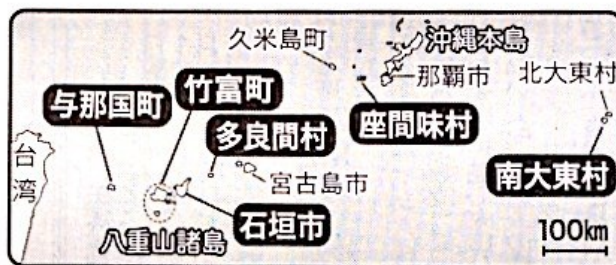 久米島町
沖縄本島
那覇市
北大東村
与那国町
竹富町
多良間村
座間味村
南大東村
台湾
宮古島市
石垣市
八重山諸島
100km